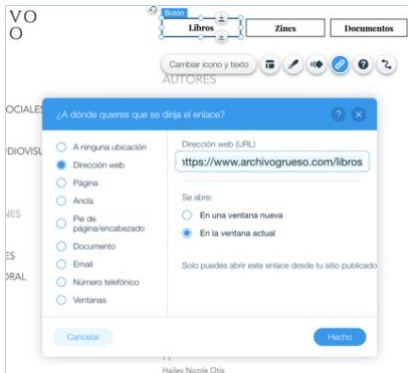 VO
O
Botón
Libros
Zines
Documentos
Cambiar ícono y texto
AUTORES
OCIALES
¿A dónde quieres que se dirija el enlace?
UDIOVISU
A ninguna ubicación
Dirección web
Página
Ancla
Pie de página/encabezado
Documento
Email
Número telefónico
Ventanas
Dirección web (URL)
https://www.archivogrueso.com/libros
Se abre:
En una ventana nueva
En la ventana actual
Solo puedes abrir este enlace desde tu sitio publicado
NES
ES
ORAL
Cancelar
Hecho
Hailey Nicole Otis.